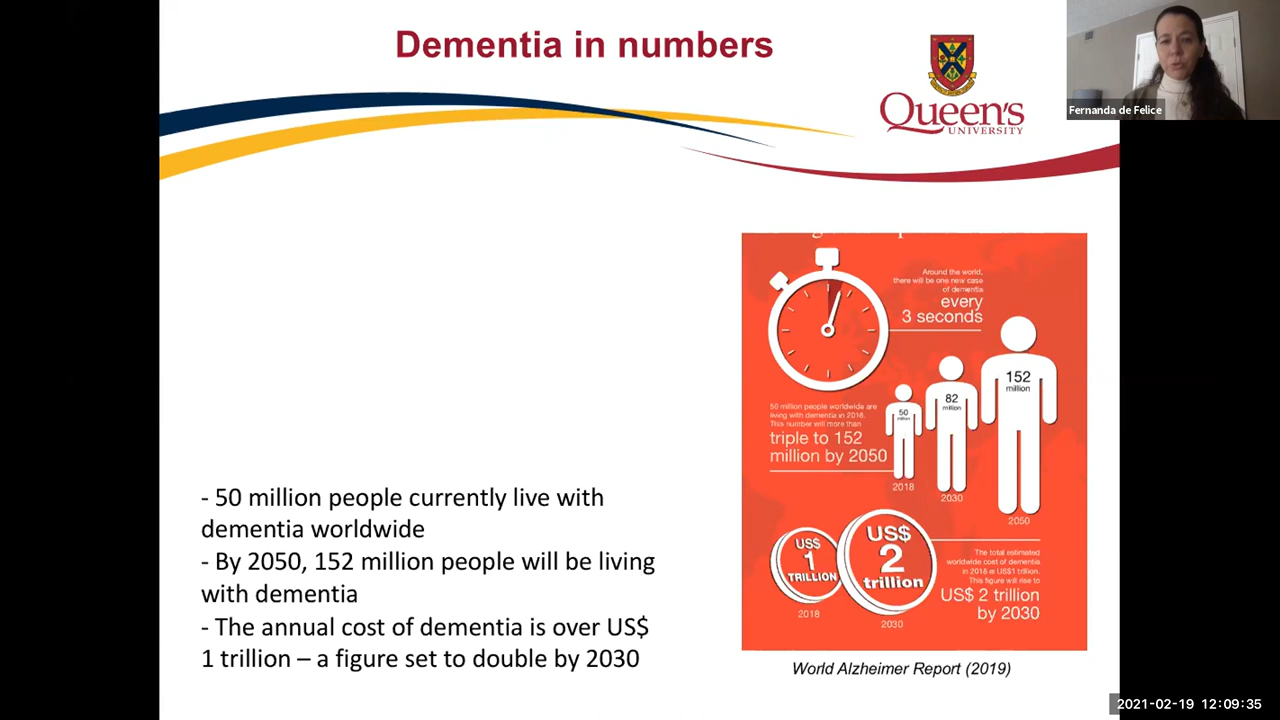 Dementia in numbers
Queen's
UNIVERSITY
Fernanda de Felice
Around the world,
there will be one new case
of dementia
every
3 seconds
50 million people worldwide are
living with dementia in 2018.
This number will more than
triple to 152
million by 2050
50
million
2018
82
million
2030
152
million
2050
US$
1
TRILLION
2018
US$
2
trillion
2030
The total estimated
worldwide cost of dementia
in 2018 is US$1 trillion.
This figure will rise to
US$ 2 trillion
by 2030
World Alzheimer Report (2019)
- 50 million people currently live with
dementia worldwide
- By 2050, 152 million people will be living
with dementia
- The annual cost of dementia is over US$
1 trillion – a figure set to double by 2030
2021-02-19 12:09:35